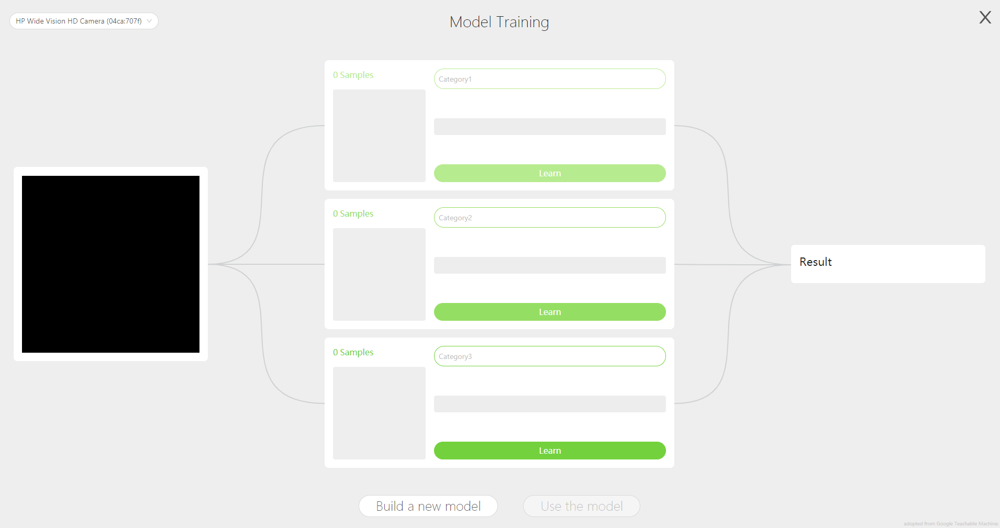 HP Wide Vision HD Camera (04ca:707f)
Model Training
X
0 Samples
Category1
Learn
0 Samples
Category2
Learn
0 Samples
Category3
Learn
Result
Build a new model
Use the model
adopted from Google Teachable Machine.